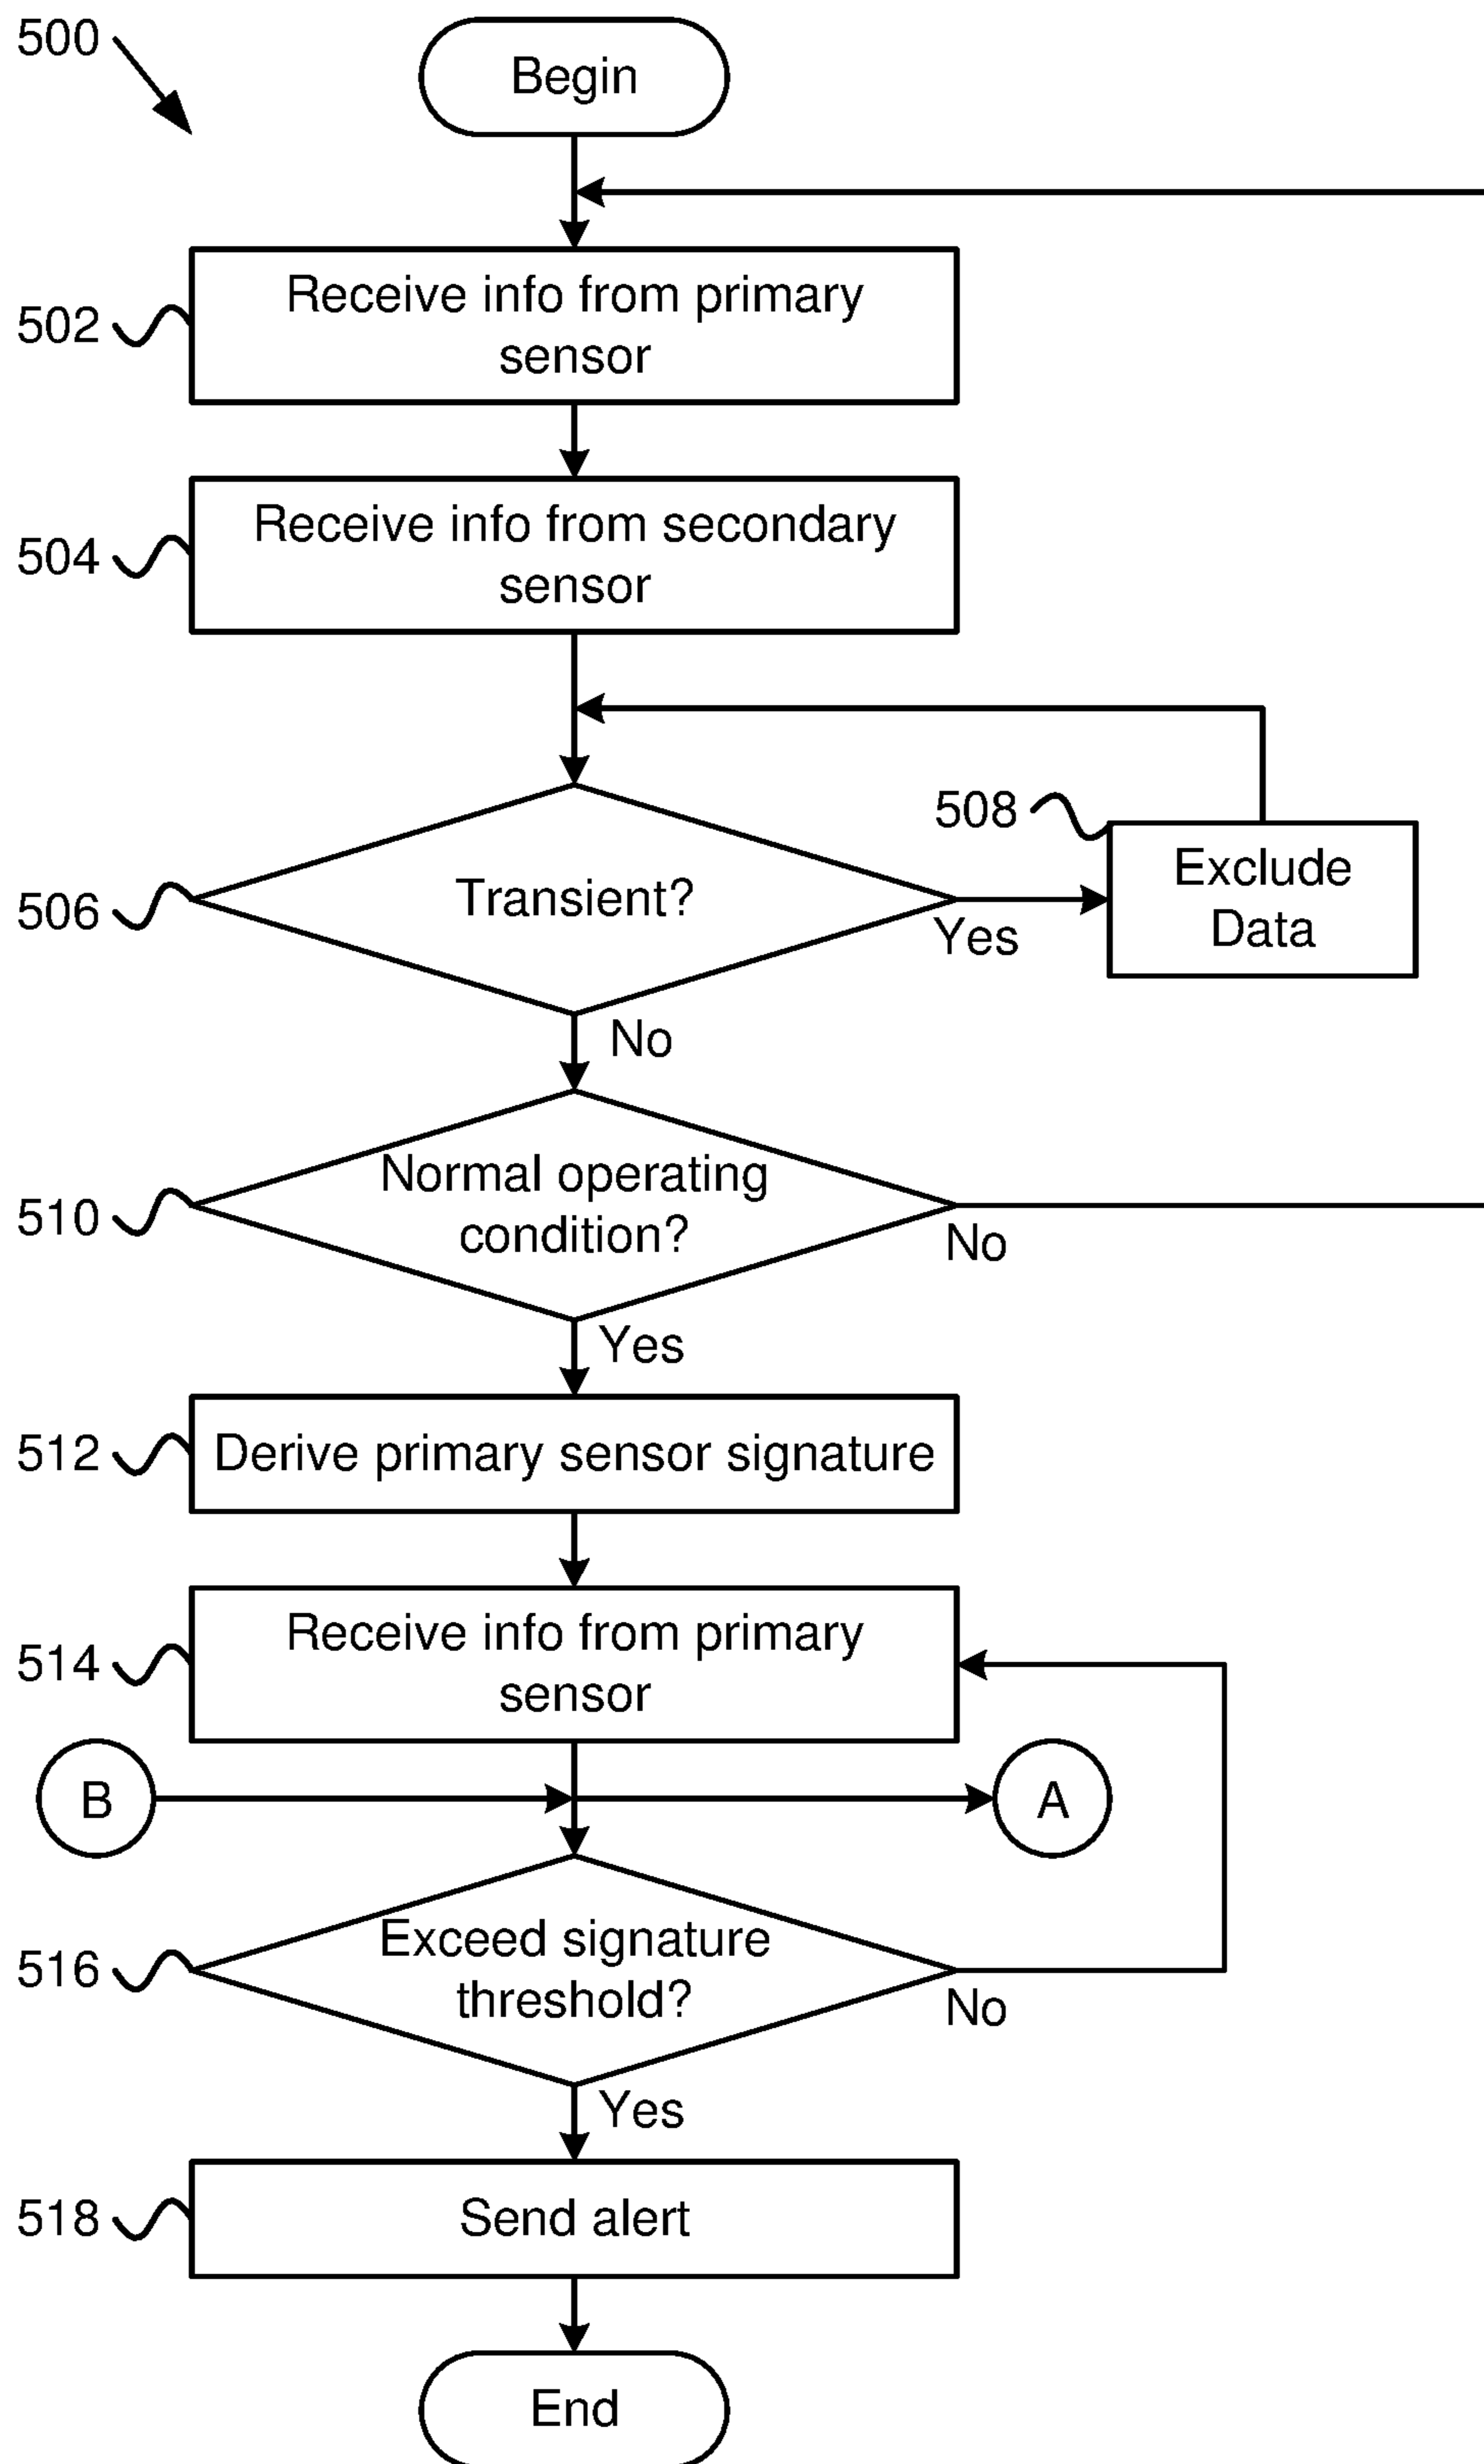 500
Begin
502
Receive info from primary
sensor
504
Receive info from secondary
sensor
508
Exclude
Data
506
Transient?
Yes
No
510
Normal operating
condition?
No
Yes
512
Derive primary sensor signature
514
Receive info from primary
sensor
B
A
516
Exceed signature
threshold?
No
Yes
518
Send alert
End